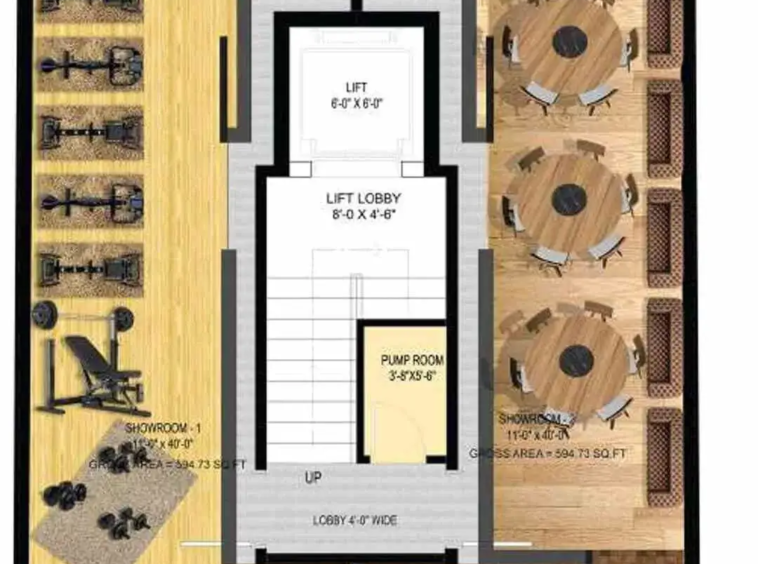 LIFT
6'-0" X 6'-0"
LIFT LOBBY
8'-0 X 4'-6"
PUMP ROOM
3'-8"X5'-6"
SHOWROOM - 1
11'-0" x 40'-0"
GROSS AREA = 594.73 SQ.FT
SHOWROOM - 2
11'-0" x 40'-0"
GROSS AREA = 594.73 SQ.FT
UP
LOBBY 4'-0" WIDE